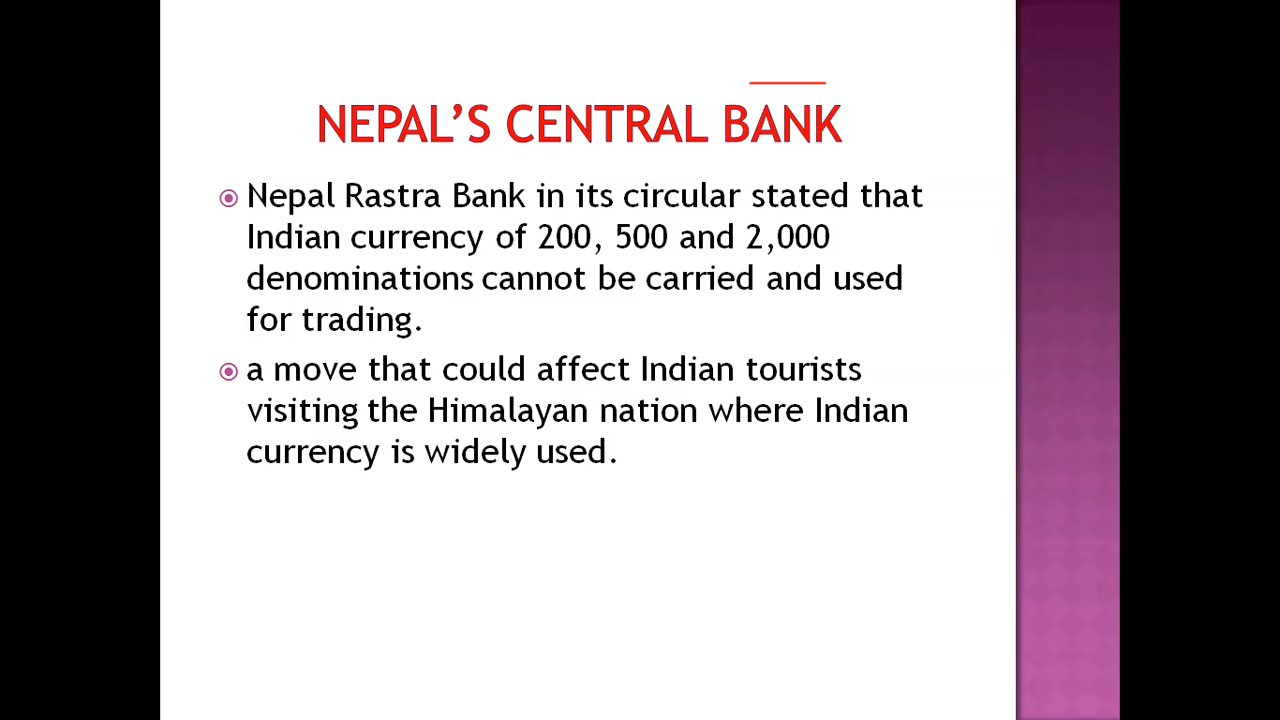 NEPAL’S CENTRAL BANK
Nepal Rastra Bank in its circular stated that
Indian currency of 200, 500 and 2,000
denominations cannot be carried and used
for trading.
a move that could affect Indian tourists
visiting the Himalayan nation where Indian
currency is widely used.